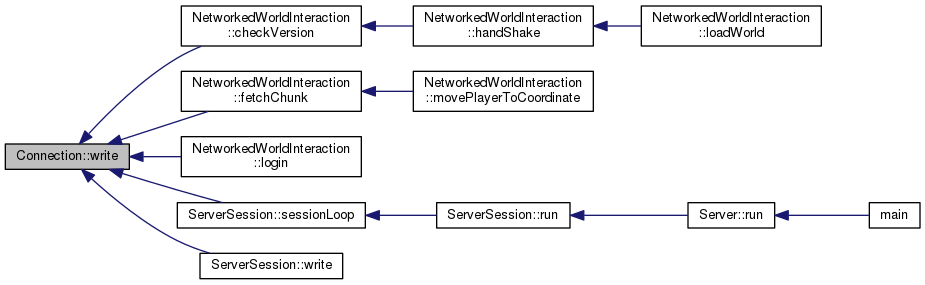 NetworkedWorldInteraction
::checkVersion
NetworkedWorldInteraction
::handShake
NetworkedWorldInteraction
::loadWorld
NetworkedWorldInteraction
::fetchChunk
NetworkedWorldInteraction
::movePlayerToCoordinate
Connection::write
NetworkedWorldInteraction
::login
ServerSession::sessionLoop
ServerSession::run
Server::run
main
ServerSession::write